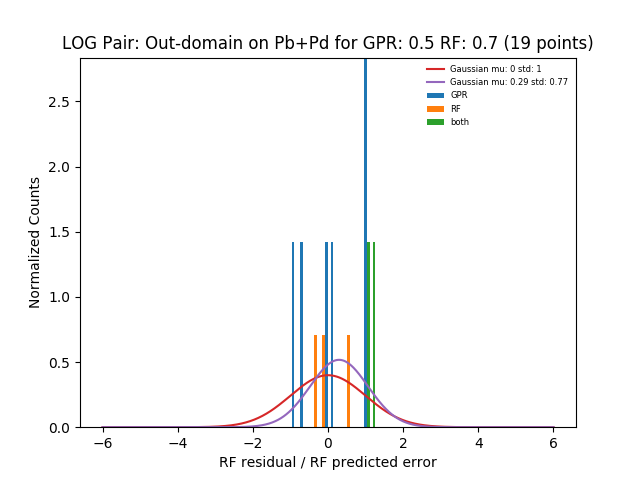 LOG Pair: Out-domain on Pb+Pd for GPR: 0.5 RF: 0.7 (19 points)
Gaussian mu: 0 std: 1
Gaussian mu: 0.29 std: 0.77
GPR
RF
both
Normalized Counts
2.5
2.0
1.5
1.0
0.5
0.0
−6
−4
−2
0
2
4
6
RF residual / RF predicted error